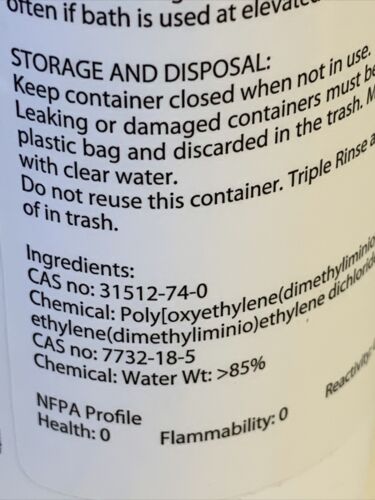 often if bath is used at
STORAGE AND DISPOSAL:
Keep container closed when not in use.
Leaking or damaged containers must
plastic bag and discarded in the trash.
with clear water.
Do not reuse this container. Triple Rinse
of in trash.
Ingredients:
CAS no: 31512-74-0
Chemical: Poly[oxyethylene(dimethyliminio
ethylene(dimethyliminio)ethylene dichloride
CAS no: 7732-18-5
Chemical: Water Wt: >85%
NFPA Profile
Health: 0 Flammability: 0 Reactivity: